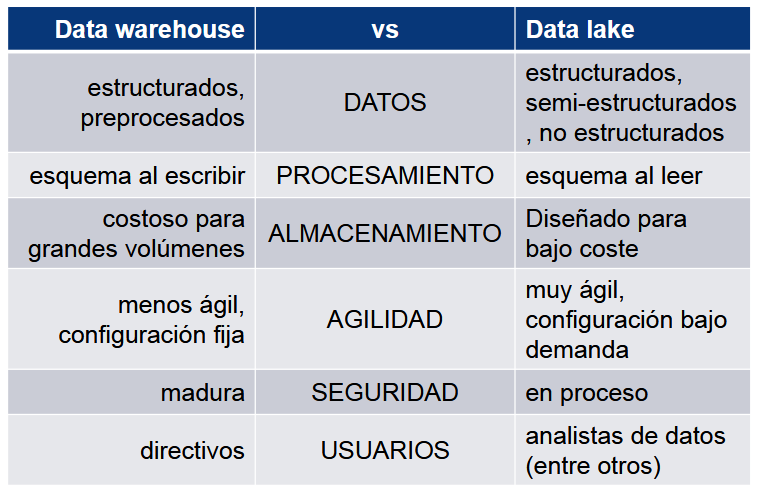 Data warehouse vs Data lake
estructurados,
preprocesados
DATOS
estructurados,
semi-estructurados
, no estructurados
esquema al escribir PROCESAMIENTO esquema al leer
costoso para
grandes volúmenes
ALMACENAMIENTO
Diseñado para
bajo coste
menos ágil,
configuración fija
AGILIDAD
muy ágil,
configuración bajo
demanda
madura SEGURIDAD en proceso
directivos USUARIOS
analistas de datos
(entre otros)